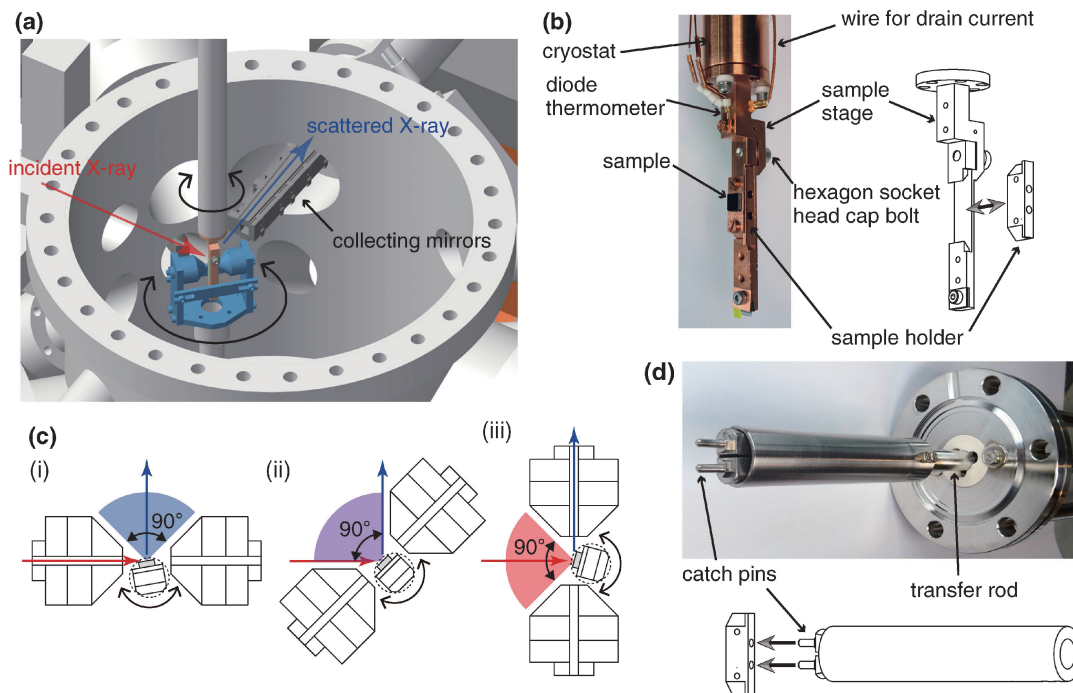 (a)
scattered X-ray
incident X-ray
collecting mirrors
(b)
wire for drain current
cryostat
diode
thermometer
sample
stage
sample
hexagon socket
head cap bolt
sample holder
(c)
(i)
90°
(ii)
90°
(iii)
90°
(d)
catch pins
transfer rod